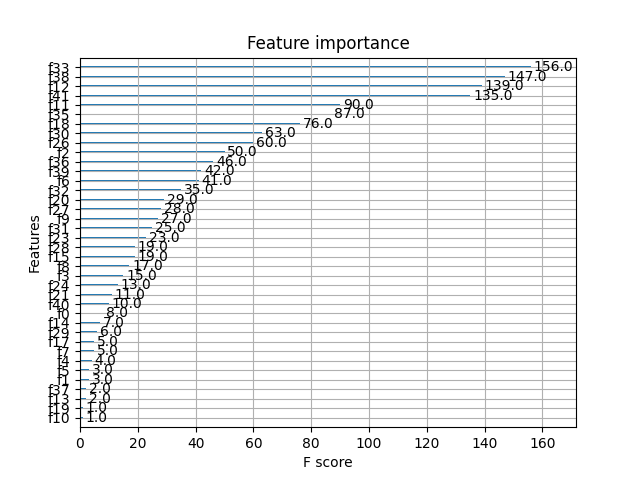 Feature importance
f33 156.0
f38 147.0
f12 139.0
f41 135.0
f11 90.0
f35 87.0
f18 76.0
f30 63.0
f26 60.0
f2 50.0
f36 46.0
f39 42.0
f6 41.0
f32 35.0
f20 29.0
f27 28.0
f9 27.0
f31 25.0
f23 23.0
f28 19.0
f15 19.0
f8 17.0
f3 15.0
f24 13.0
f21 11.0
f40 10.0
f0 8.0
f14 7.0
f29 6.0
f17 5.0
f7 5.0
f4 4.0
f5 3.0
f1 3.0
f37 2.0
f13 2.0
f19 1.0
f10 1.0
Features
0 20 40 60 80 100 120 140 160
F score